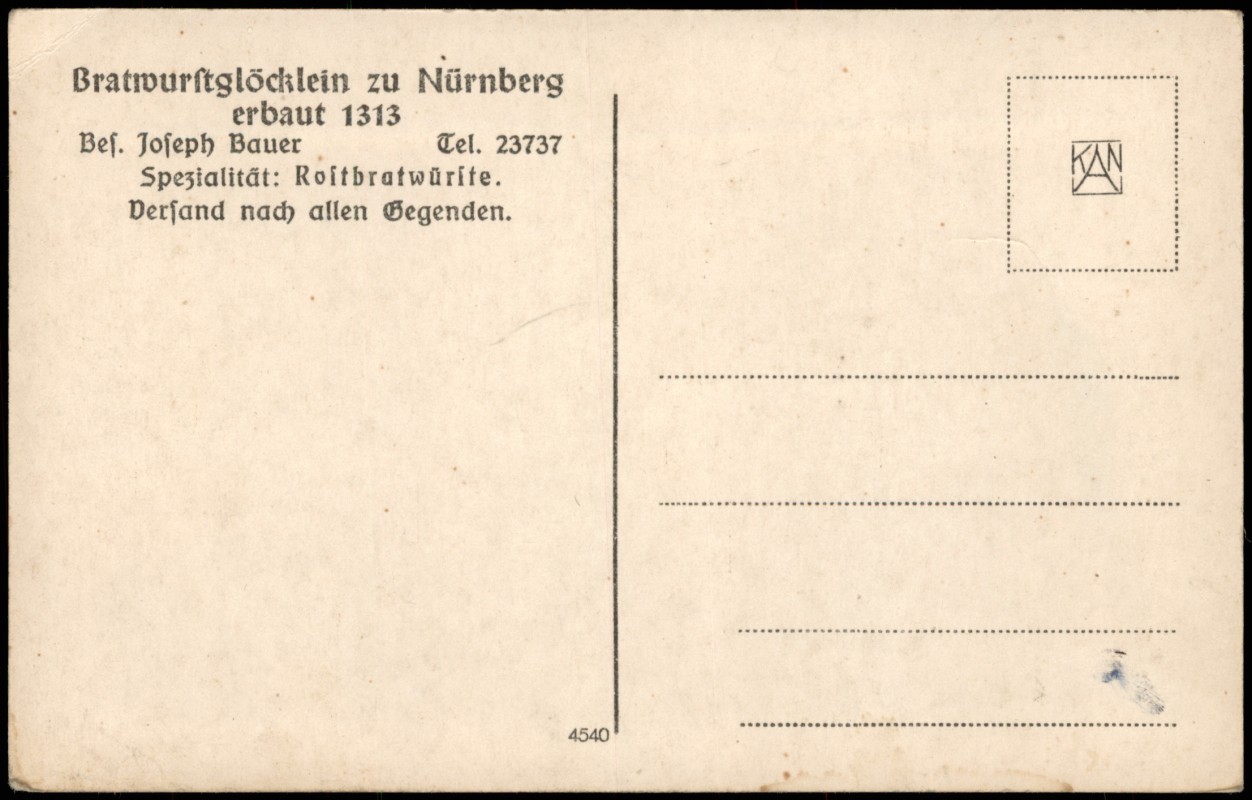 Bratwurſtglöcklein zu Nürnberg
erbaut 1313
Beſ. Joſeph Bauer Tel. 23737
Spezialität: Roſtbratwürſte.
Verſand nach allen Gegenden.
KAN
4540